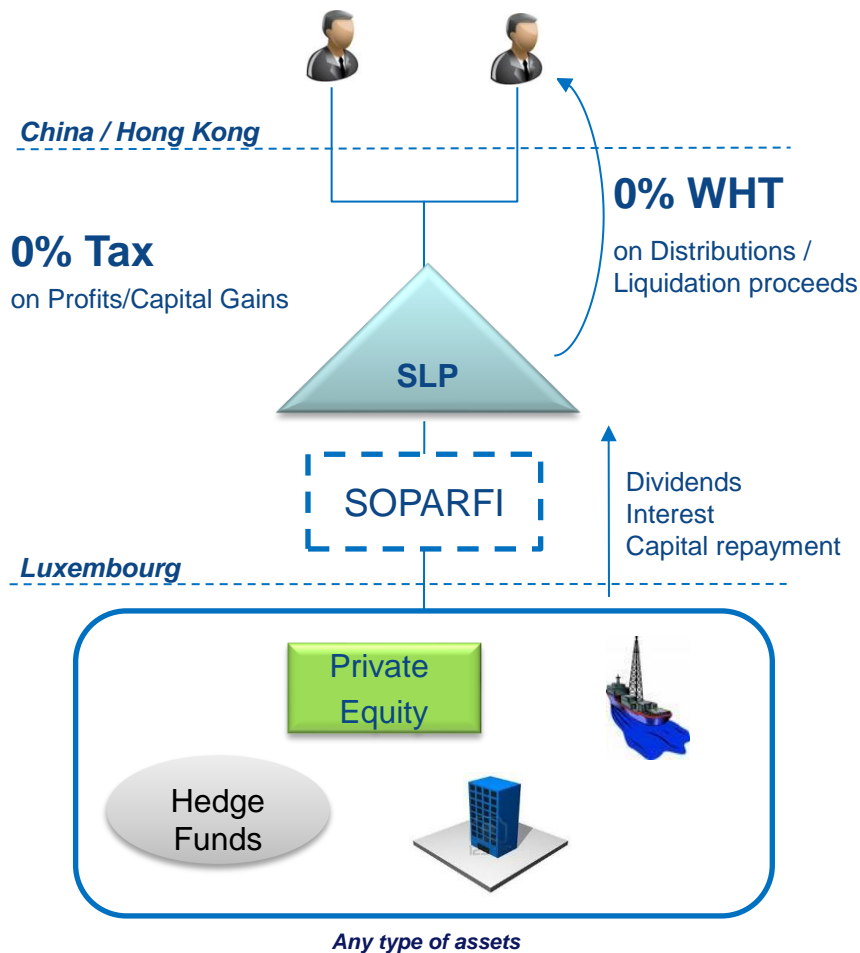 China / Hong Kong
0% WHT
on Distributions /
Liquidation proceeds
0% Tax
on Profits/Capital Gains
SLP
SOPARFI
Dividends
Interest
Capital repayment
Luxembourg
Private
Equity
Hedge
Funds
Any type of assets